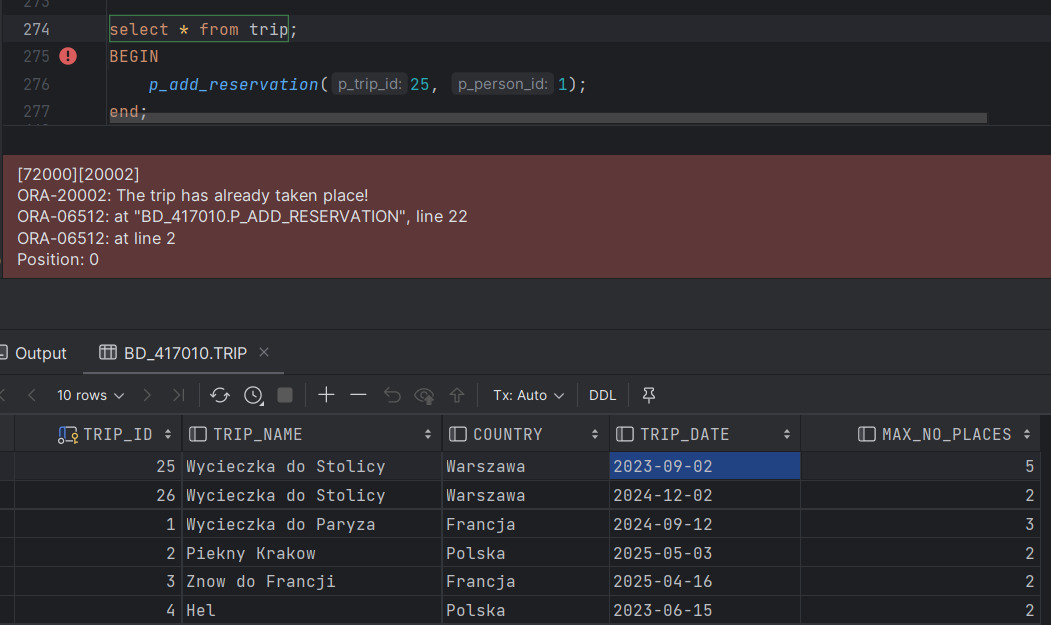 273
274 select * from trip;
275 BEGIN
276 p_add_reservation( p_trip_id: 25, p_person_id: 1);
277 end;
[72000][20002]
ORA-20002: The trip has already taken place!
ORA-06512: at "BD_417010.P_ADD_RESERVATION", line 22
ORA-06512: at line 2
Position: 0
Output BD_417010.TRIP
10 rows Tx: Auto DDL
TRIP_ID TRIP_NAME COUNTRY TRIP_DATE MAX_NO_PLACES
25 Wycieczka do Stolicy Warszawa 2023-09-02 5
26 Wycieczka do Stolicy Warszawa 2024-12-02 2
1 Wycieczka do Paryza Francja 2024-09-12 3
2 Piekny Krakow Polska 2025-05-03 2
3 Znow do Francji Francja 2025-04-16 2
4 Hel Polska 2023-06-15 2